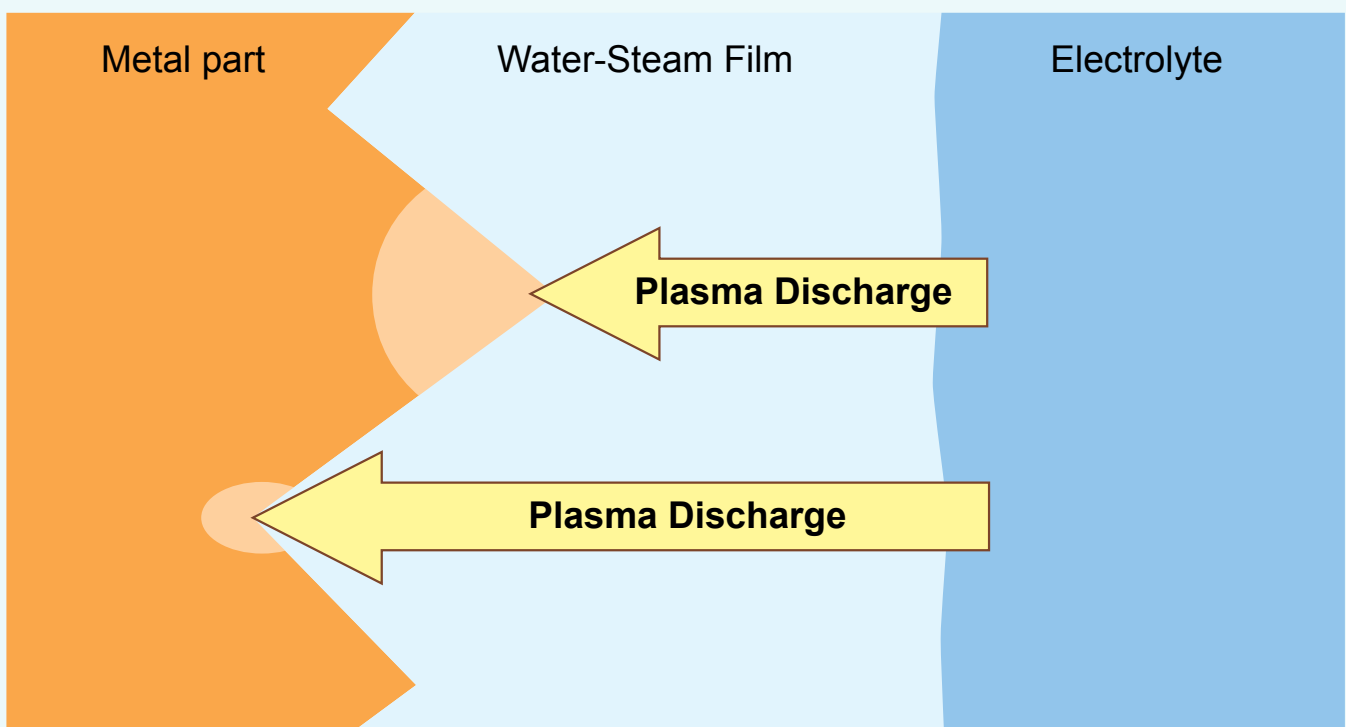 Metal part
Water-Steam Film
Electrolyte
Plasma Discharge
Plasma Discharge